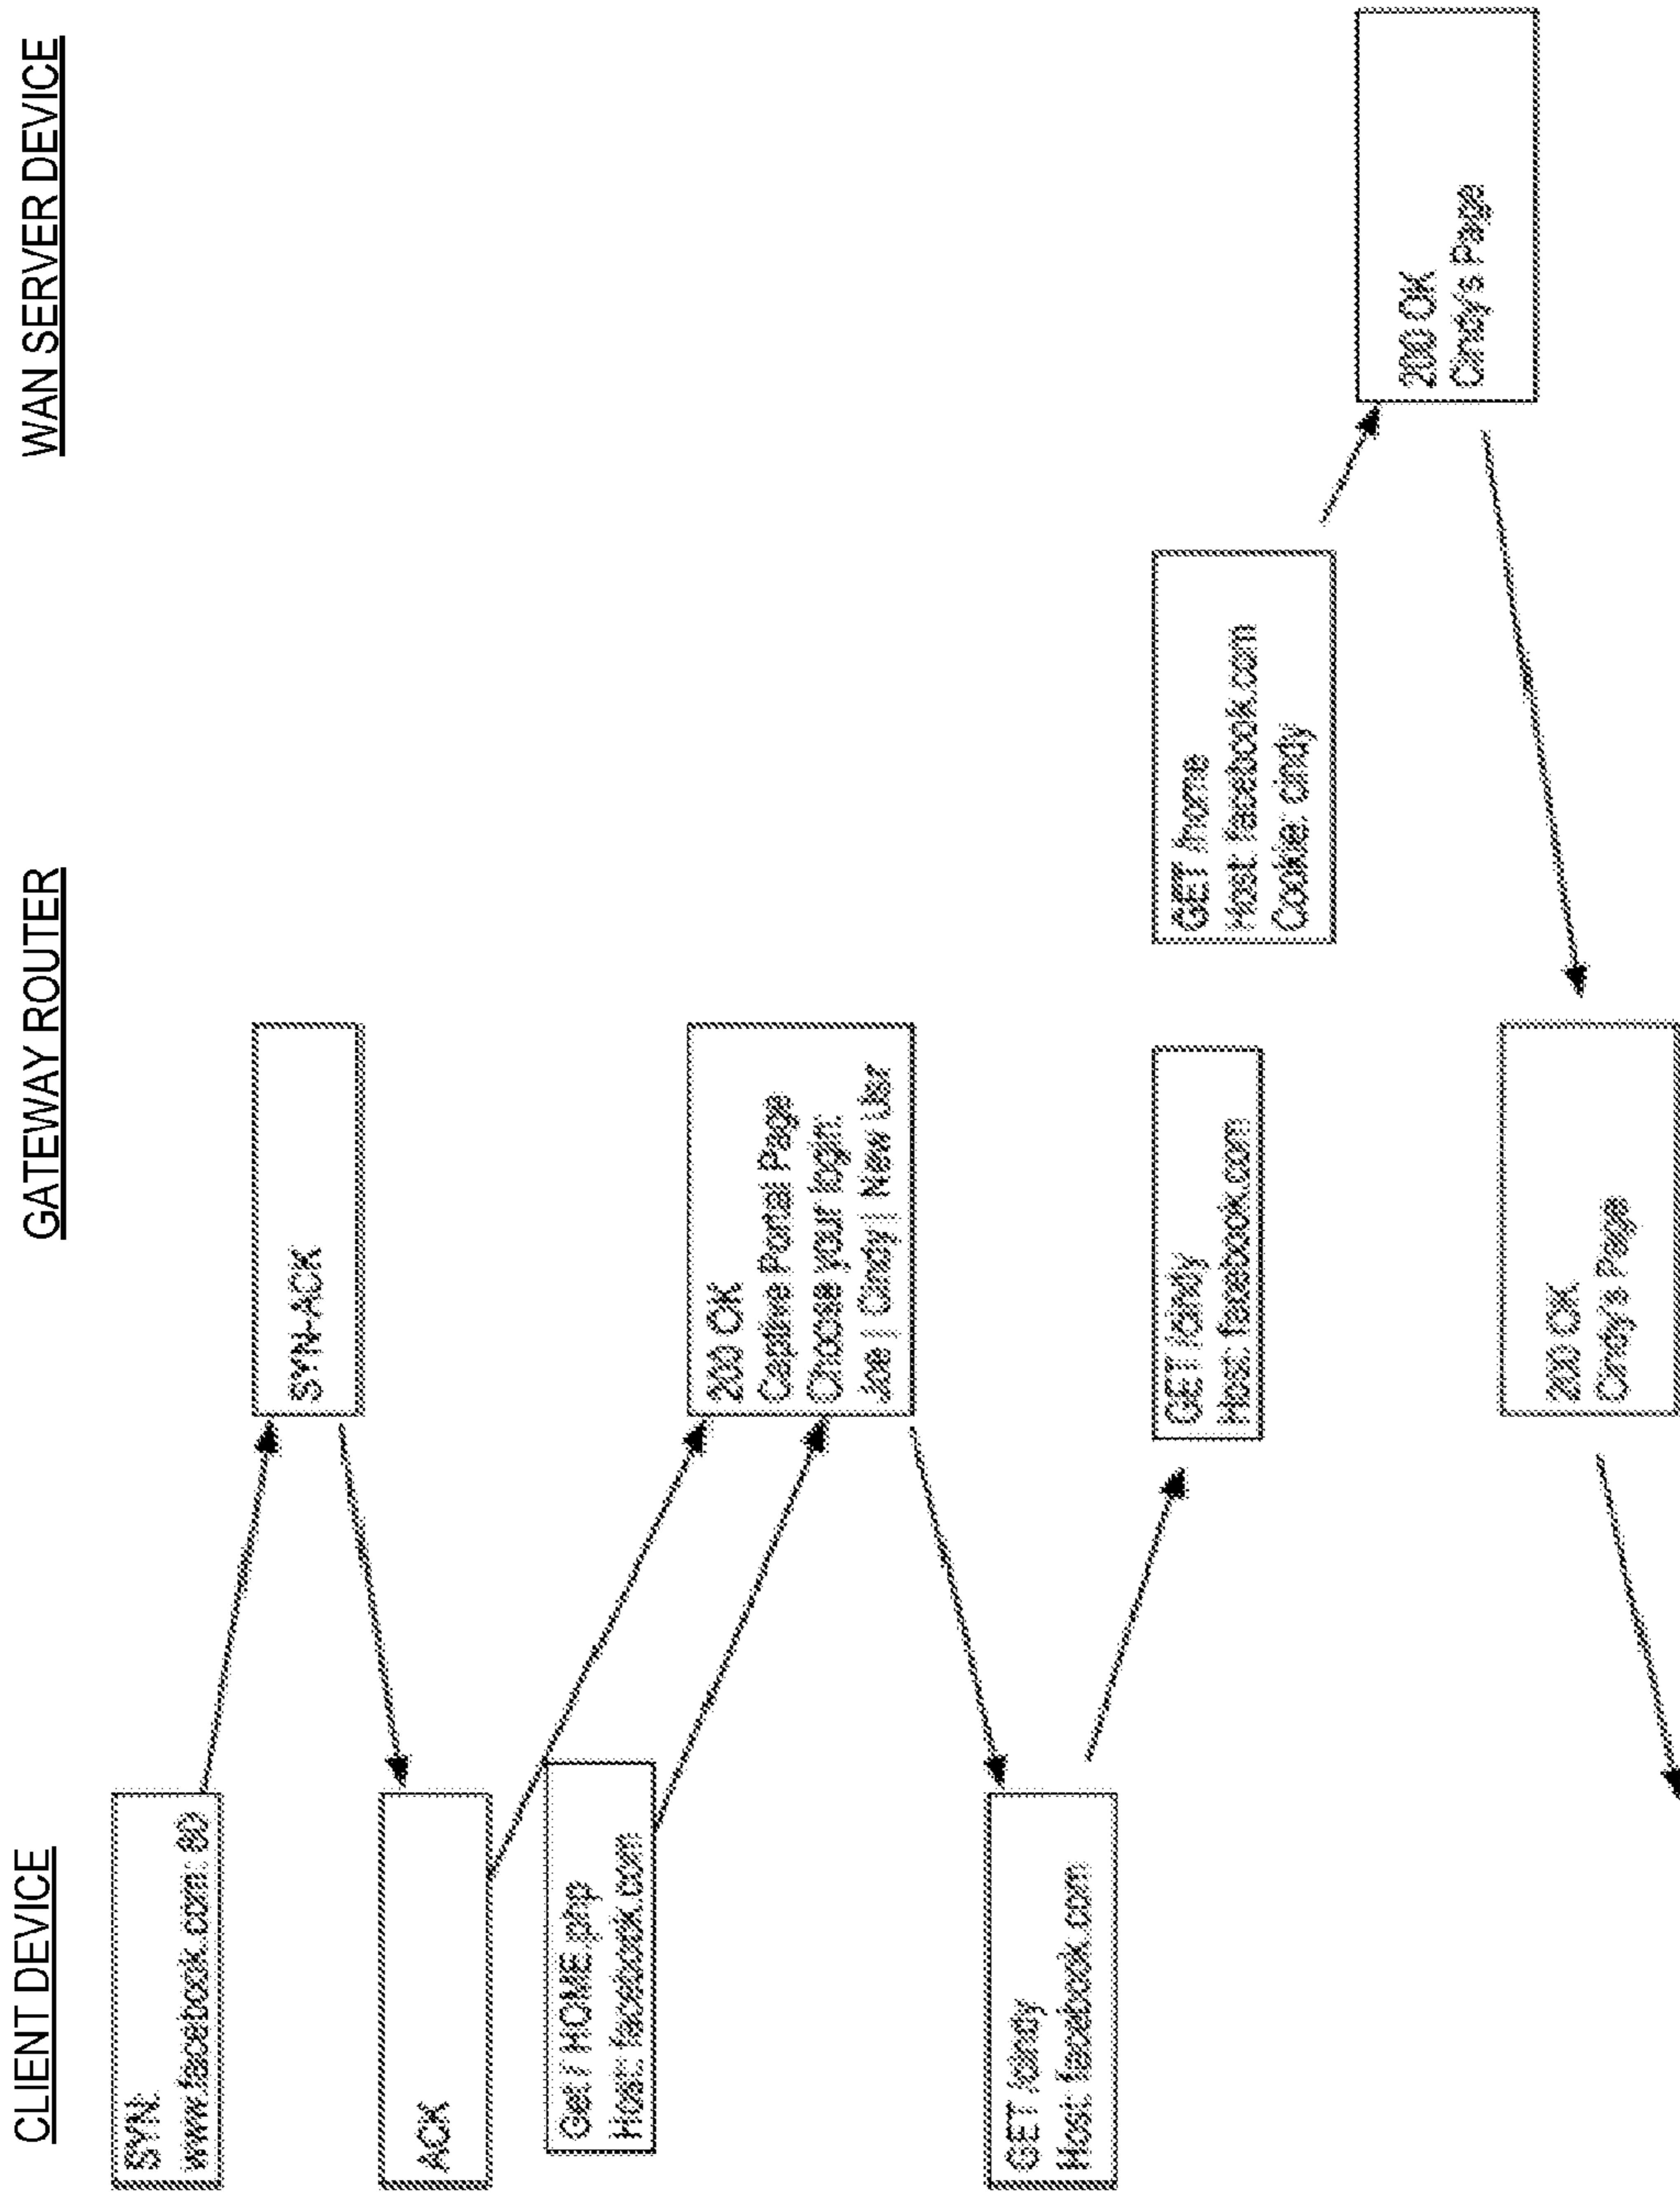 CLIENT DEVICE
GATEWAY ROUTER
WAN SERVER DEVICE
SYN:
www.facebook.com: 80
SYN-ACK
ACK
Get / HOME.php
Host: facebook.com
200 OK
Captive Portal Page
Choose your login:
Joe | Cindy | New User
GET /cindy
Host: facebook.com
GET /cindy
Host: facebook.com
GET /home
Host: facebook.com
Cookie: cindy
200 OK
Cindy's Page
200 OK
Cindy's Page